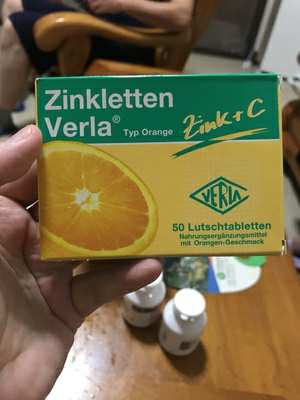 Zinkletten
Verla® Typ Orange
Zink + C
VERLA
50 Lutschtabletten
Nahrungsergänzungsmittel
mit Orangen-Geschmack